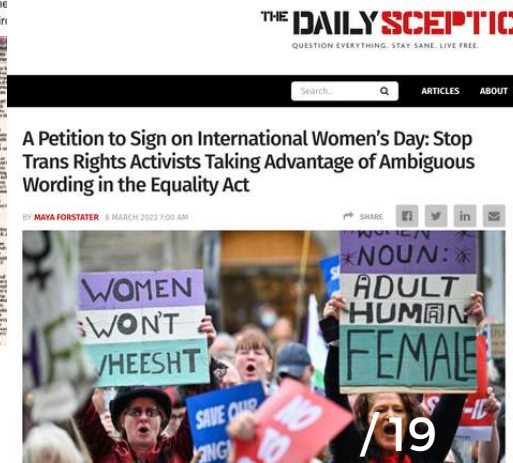 THE DAILY SCEPTIC
QUESTION EVERYTHING. STAY SANE. LIVE FREE.
Search...
ARTICLES
ABOUT
A Petition to Sign on International Women's Day: Stop
Trans Rights Activists Taking Advantage of Ambiguous
Wording in the Equality Act
BY MAYA FORSTATER 8 MARCH 2023 7:00 AM
SHARE
WOMEN
WON'T
WHEESHT
NOUN:
ADULT
HUMAN
FEMALE
SAVE OUR
NO
TO
/19